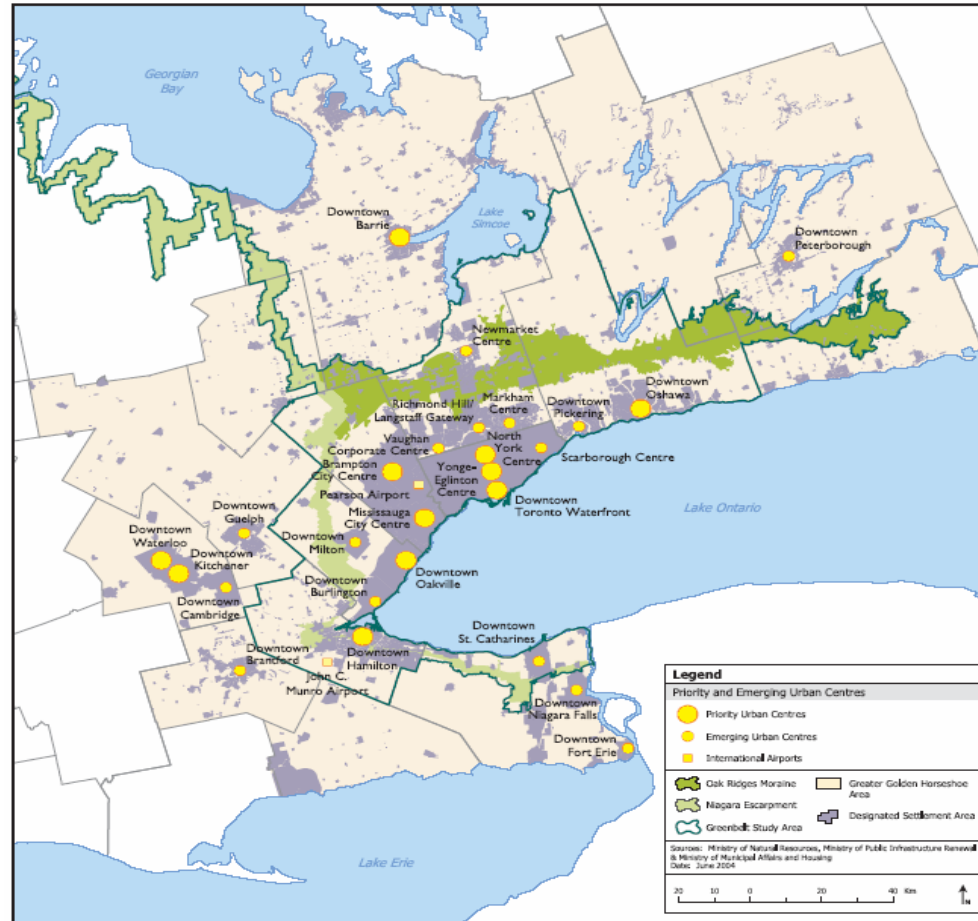 Georgian
Bay
Lake
Simcoe
Downtown
Barrie
Downtown
Peterborough
Newmarket
Centre
Richmond Hill/
Langstaff Gateway
Markham
Centre
Downtown
Pickering
Downtown
Oshawa
Vaughan
Corporate Centre
North
York
Centre
Scarborough Centre
Brampton
City Centre
Yonge-
Eglinton
Centre
Pearson Airport
Downtown
Toronto Waterfront
Lake Ontario
Mississauga
City Centre
Downtown
Guelph
Downtown
Waterloo
Downtown
Kitchener
Downtown
Cambridge
Downtown
Milton
Downtown
Oakville
Downtown
Burlington
Downtown
Hamilton
Downtown
Brantford
John C.
Munro Airport
Downtown
St. Catharines
Downtown
Niagara Falls
Downtown
Fort Erie
Lake Erie
Legend
Priority and Emerging Urban Centres
Priority Urban Centres
Emerging Urban Centres
International Airports
Oak Ridges Moraine
Niagara Escarpment
Greenbelt Study Area
Greater Golden Horseshoe
Area
Designated Settlement Area
Sources: Ministry of Natural Resources, Ministry of Public Infrastructure Renewal
& Ministry of Municipal Affairs and Housing
Date: June 2004
20 10 0 20 40 Km
N